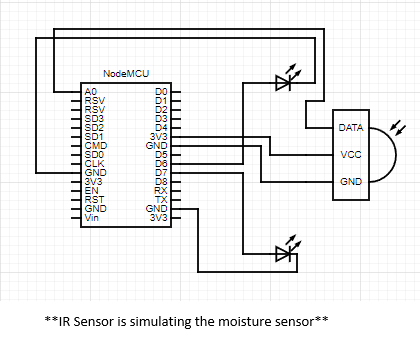 NodeMCU
A0 D0
RSV D1
RSV D2
SD3 D3
SD2 D4
SD1 3V3
CMD GND
SD0 D5
CLK D6
GND D7
3V3 D8
EN RX
RST TX
GND GND
Vin 3V3
DATA
VCC
GND
**IR Sensor is simulating the moisture sensor**